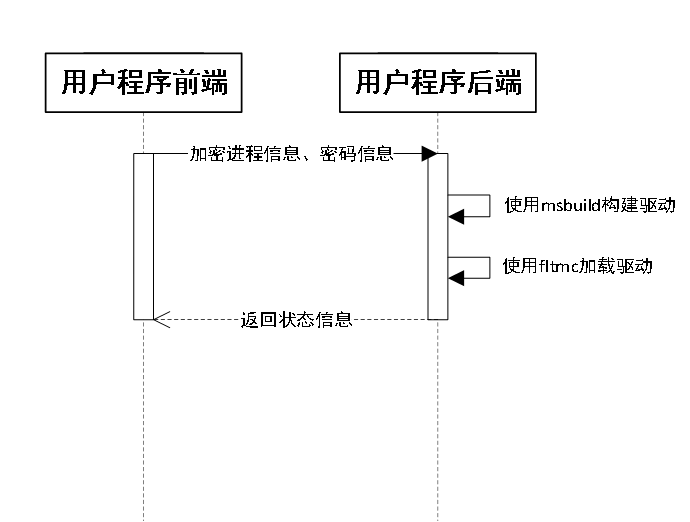 用户程序前端
用户程序后端
加密进程信息、密码信息
使用msbuild构建驱动
使用fltmc加载驱动
返回状态信息